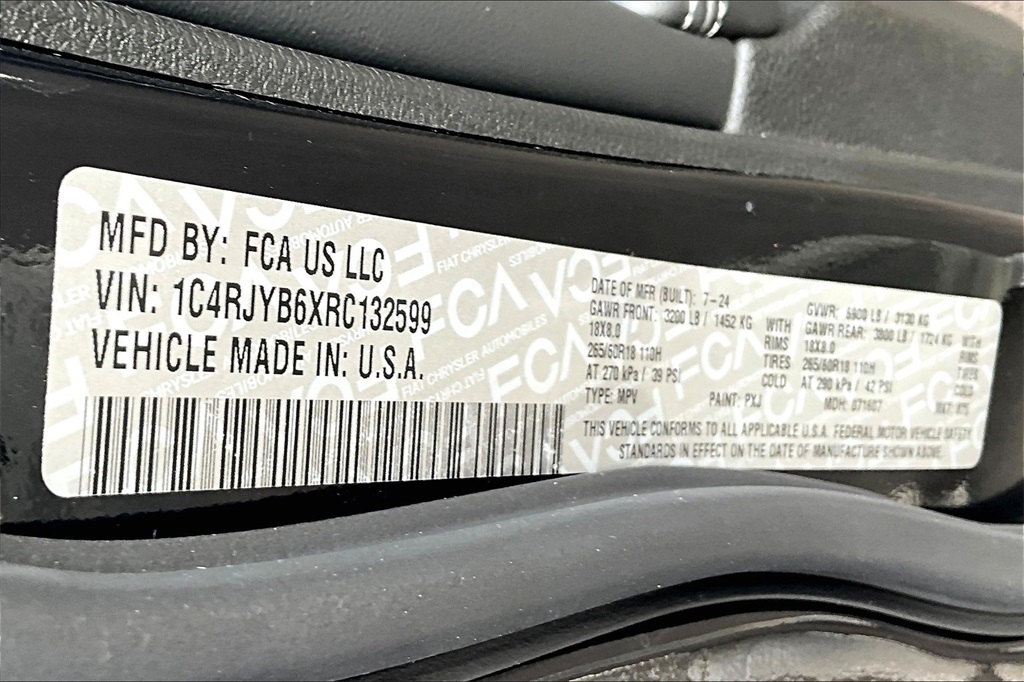 MFD BY: FCA US LLC
VIN: 1C4RJYB6XRC132599
VEHICLE MADE IN: U.S.A.
DATE OF MFR (BUILT): 7-24 GVWR: 6900 LB / 3130 KG
GAWR FRONT: 3200 LB / 1452 KG WITH GAWR REAR: 3800 LB / 1724 KG WITH
18X8.0 RIMS 18X8.0 RIMS
265/60R18 110H TIRES 265/60R18 110H TIRES
AT 270 kPa / 39 PSI COLD AT 290 kPa / 42 PSI COLD
TYPE: MPV PAINT: PXJ MDH: 071607
THIS VEHICLE CONFORMS TO ALL APPLICABLE U.S.A. FEDERAL MOTOR VEHICLE SAFETY
STANDARDS IN EFFECT ON THE DATE OF MANUFACTURE SHOWN ABOVE.